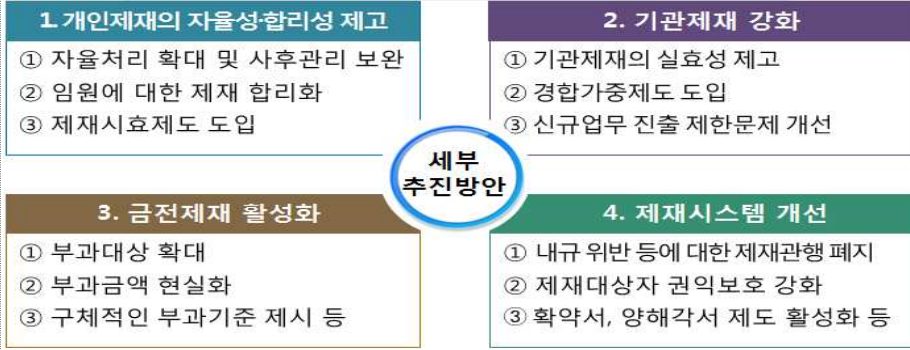 1. 개인제재의 자율성·합리성 제고
① 자율처리 확대 및 사후관리 보완
② 임원에 대한 제재 합리화
③ 제재시효제도 도입
2. 기관제재 강화
① 기관제재의 실효성 제고
② 경합가중제도 도입
③ 신규업무 진출 제한문제 개선
세부
추진방안
3. 금전제재 활성화
① 부과대상 확대
② 부과금액 현실화
③ 구체적인 부과기준 제시 등
4. 제재시스템 개선
① 내규 위반 등에 대한 제재관행 폐지
② 제재대상자 권익보호 강화
③ 확약서, 양해각서 제도 활성화 등